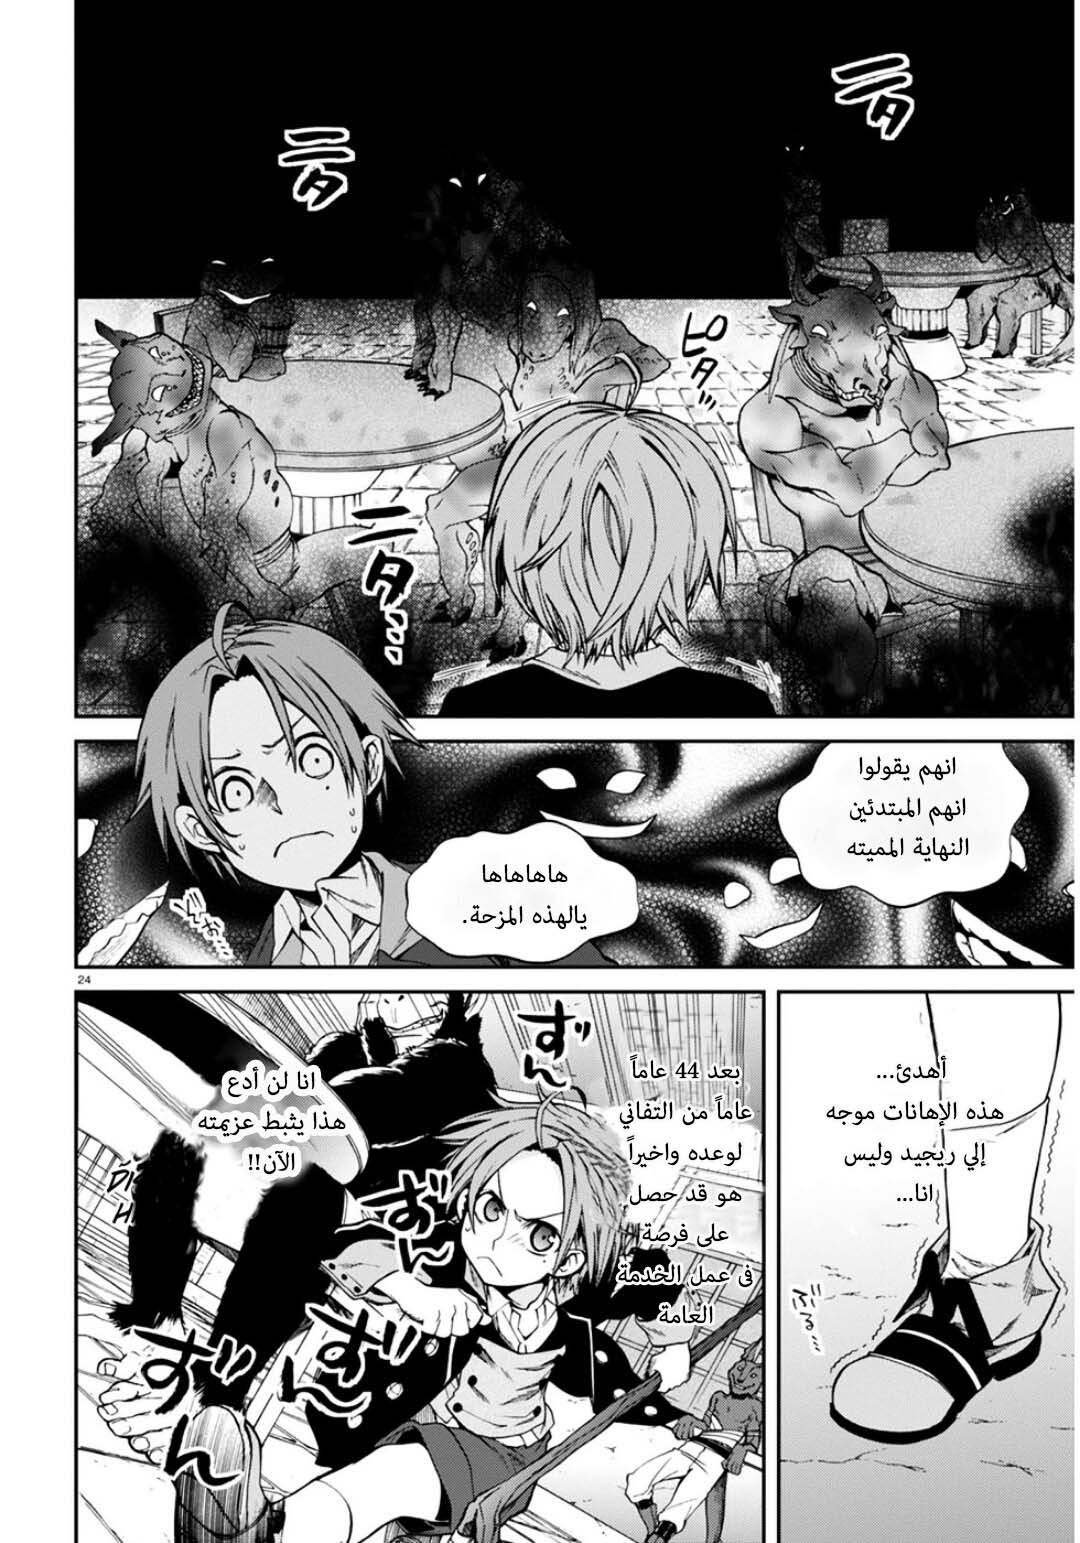 ニタ
ニタ
ピタ
ニタ
انهم يقولوا
انهم المبتدئين
النهاية المميته
هاهاهاها
يالهذه المزحة.
24
أهدئ...
هذه الإهانات موجه
إلي ريجيد وليس
انا...
بعد 44 عاماً
عاماً من التفاني
لوعده واخيراً
هو قد حصل
على فرصة
فى عمل الخدمة
العامة
انا لن أدع
هذا يثبط عزيمته
الآن!!
ずん
ずん
ずん
ずん